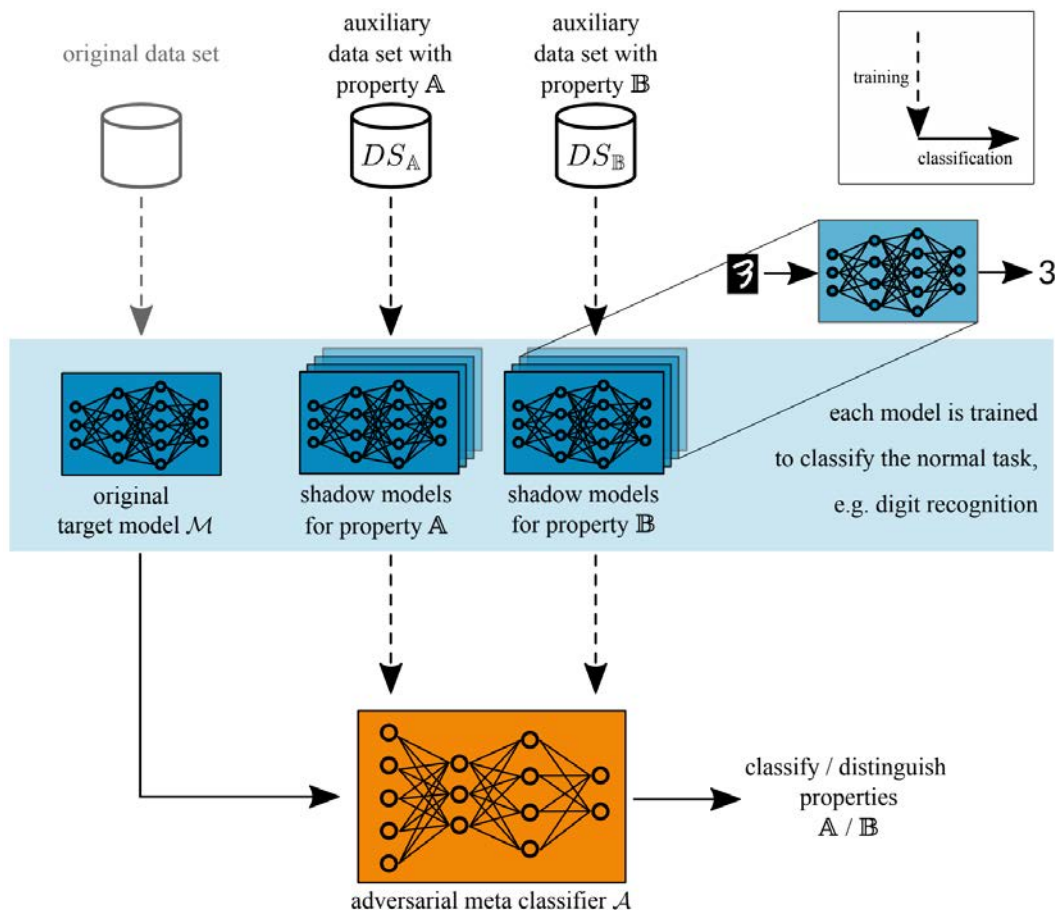 original data set
auxiliary
data set with
property 𝔸
auxiliary
data set with
property 𝔹
training
classification
DS𝔸
DS𝔹
3
3
original
target model ℳ
shadow models
for property 𝔸
shadow models
for property 𝔹
each model is trained
to classify the normal task,
e.g. digit recognition
classify / distinguish
properties
𝔸 / 𝔹
adversarial meta classifier 𝒜